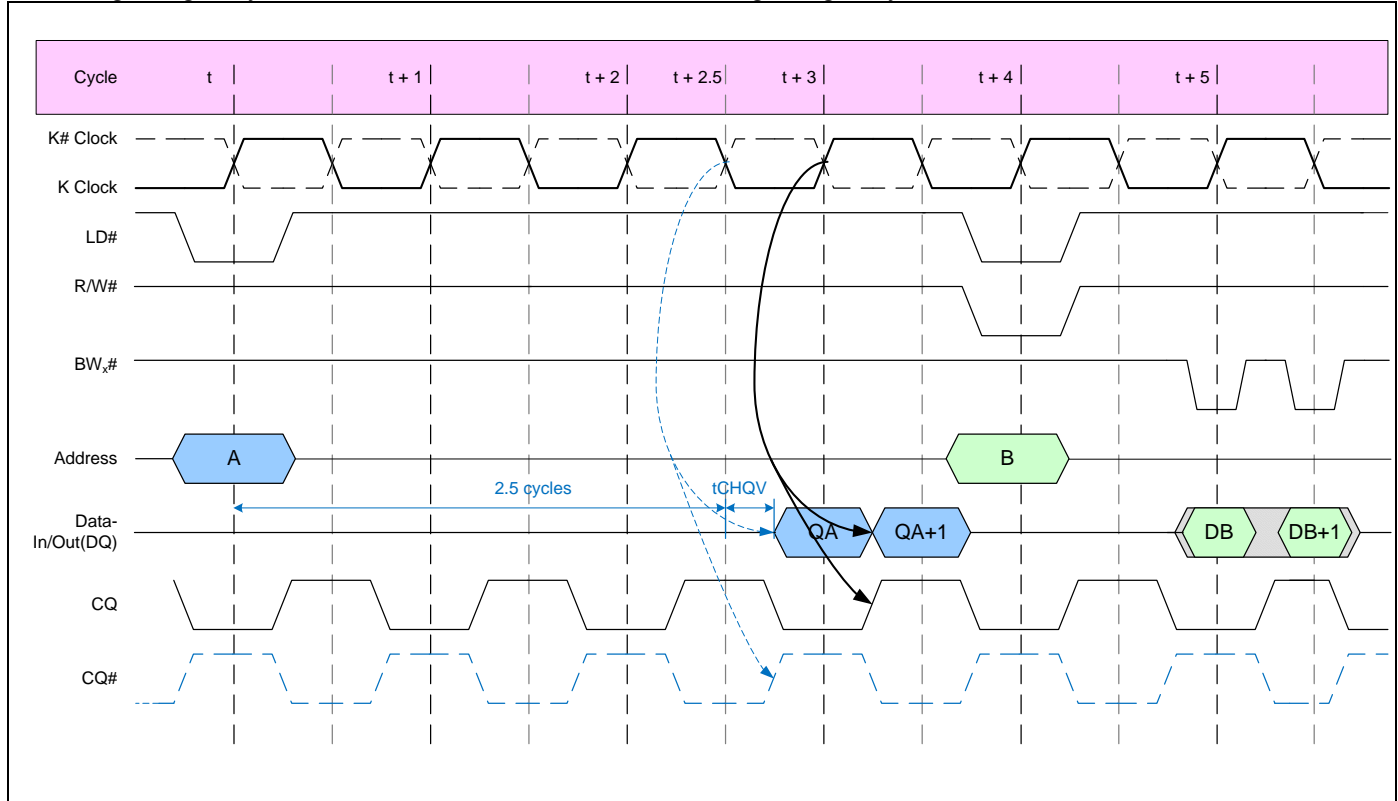 Cycle t t + 1 t + 2 t + 2.5 t + 3 t + 4 t + 5
K# Clock
K Clock
LD#
R/W#
BWx#
Address A B
2.5 cycles tCHQV
Data-
In/Out(DQ) QA QA+1 DB DB+1
CQ
CQ#